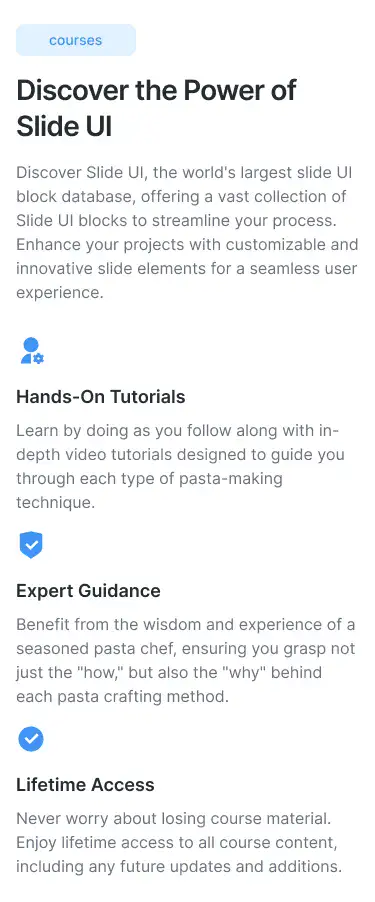 courses
Discover the Power of
Slide UI
Discover Slide UI, the world's largest slide UI
block database, offering a vast collection of
Slide UI blocks to streamline your process.
Enhance your projects with customizable and
innovative slide elements for a seamless user
experience.
Hands-On Tutorials
Learn by doing as you follow along with in-
depth video tutorials designed to guide you
through each type of pasta-making
technique.
Expert Guidance
Benefit from the wisdom and experience of a
seasoned pasta chef, ensuring you grasp not
just the "how," but also the "why" behind
each pasta crafting method.
Lifetime Access
Never worry about losing course material.
Enjoy lifetime access to all course content,
including any future updates and additions.